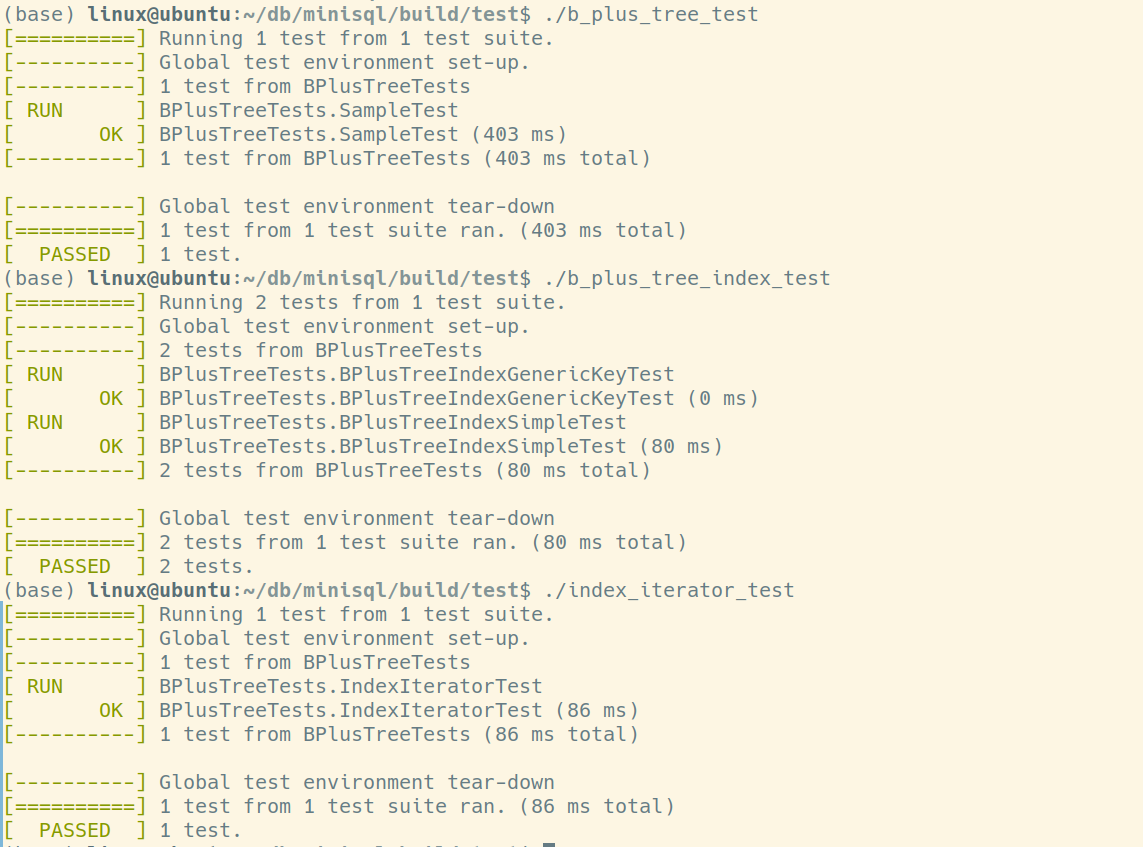 (base) linux@ubuntu:~/db/minisql/build/test$ ./b_plus_tree_test
[==========] Running 1 test from 1 test suite.
[----------] Global test environment set-up.
[----------] 1 test from BPlusTreeTests
[ RUN      ] BPlusTreeTests.SampleTest
[       OK ] BPlusTreeTests.SampleTest (403 ms)
[----------] 1 test from BPlusTreeTests (403 ms total)

[----------] Global test environment tear-down
[==========] 1 test from 1 test suite ran. (403 ms total)
[  PASSED  ] 1 test.
(base) linux@ubuntu:~/db/minisql/build/test$ ./b_plus_tree_index_test
[==========] Running 2 tests from 1 test suite.
[----------] Global test environment set-up.
[----------] 2 tests from BPlusTreeTests
[ RUN      ] BPlusTreeTests.BPlusTreeIndexGenericKeyTest
[       OK ] BPlusTreeTests.BPlusTreeIndexGenericKeyTest (0 ms)
[ RUN      ] BPlusTreeTests.BPlusTreeIndexSimpleTest
[       OK ] BPlusTreeTests.BPlusTreeIndexSimpleTest (80 ms)
[----------] 2 tests from BPlusTreeTests (80 ms total)

[----------] Global test environment tear-down
[==========] 2 tests from 1 test suite ran. (80 ms total)
[  PASSED  ] 2 tests.
(base) linux@ubuntu:~/db/minisql/build/test$ ./index_iterator_test
[==========] Running 1 test from 1 test suite.
[----------] Global test environment set-up.
[----------] 1 test from BPlusTreeTests
[ RUN      ] BPlusTreeTests.IndexIteratorTest
[       OK ] BPlusTreeTests.IndexIteratorTest (86 ms)
[----------] 1 test from BPlusTreeTests (86 ms total)

[----------] Global test environment tear-down
[==========] 1 test from 1 test suite ran. (86 ms total)
[  PASSED  ] 1 test.